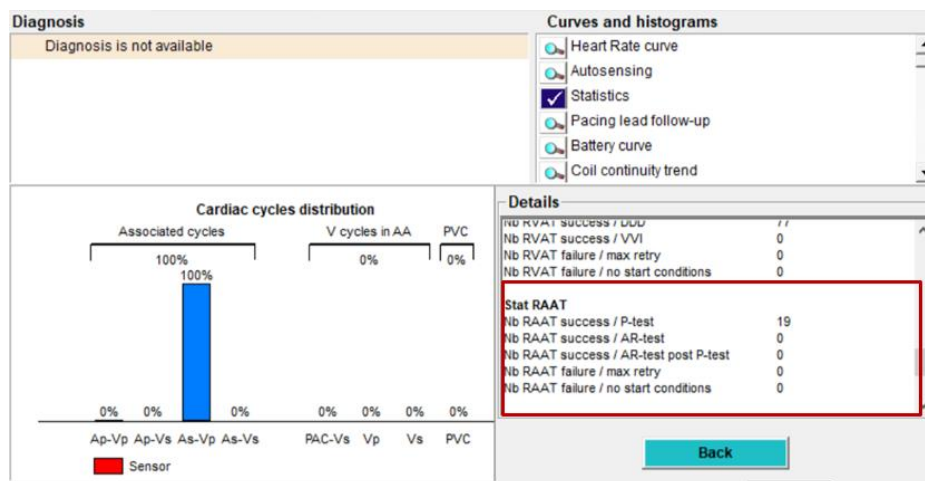 Diagnosis
Diagnosis is not available
Curves and histograms
Heart Rate curve
Autosensing
Statistics
Pacing lead follow-up
Battery curve
Coil continuity trend
Cardiac cycles distribution
Associated cycles V cycles in AA PVC
100% 0% 0%
100%
0% 0% 0% 0% 0% 0% 0%
Ap-Vp Ap-Vs As-Vp As-Vs PAC-Vs Vp Vs PVC
Sensor
Details
Nb RVAT success / DDD 77
Nb RVAT success / VVI 0
Nb RVAT failure / max retry 0
Nb RVAT failure / no start conditions 0
Stat RAAT
Nb RAAT success / P-test 19
Nb RAAT success / AR-test 0
Nb RAAT success / AR-test post P-test 0
Nb RAAT failure / max retry 0
Nb RAAT failure / no start conditions 0
Back